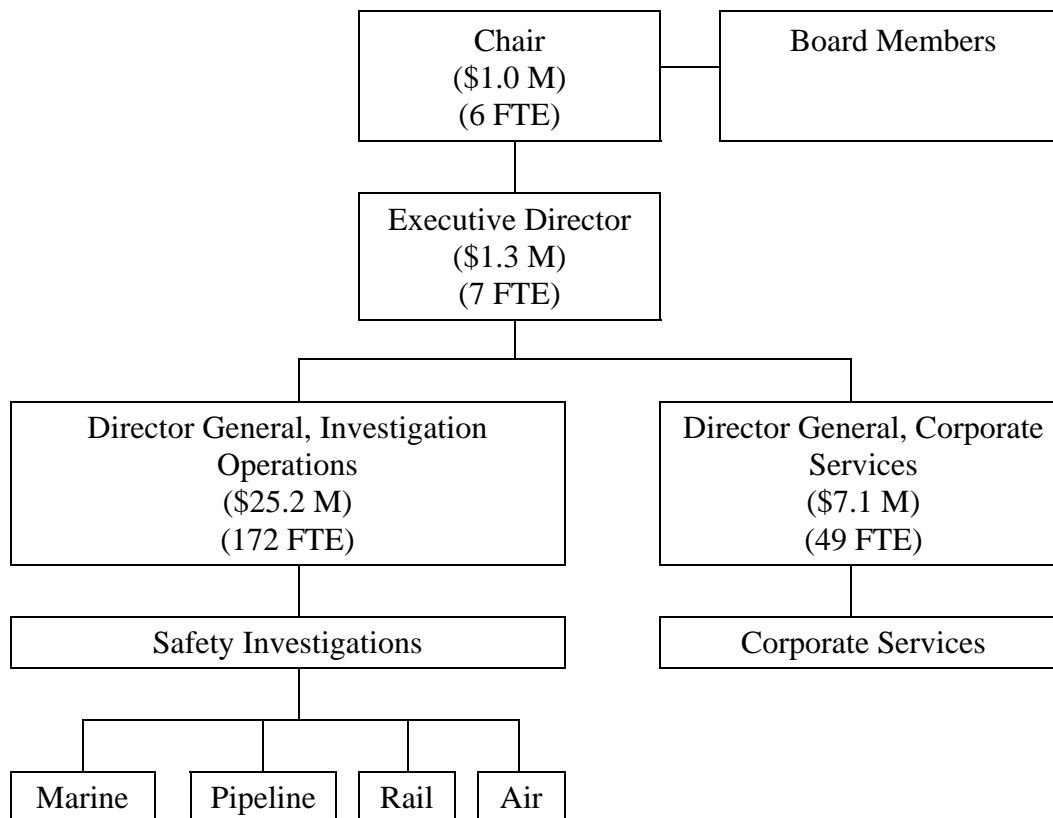 Chair
($1.0 M)
(6 FTE)
Board Members
Executive Director
($1.3 M)
(7 FTE)
Director General, Investigation
Operations
($25.2 M)
(172 FTE)
Director General, Corporate
Services
($7.1 M)
(49 FTE)
Safety Investigations
Corporate Services
Marine
Pipeline
Rail
Air